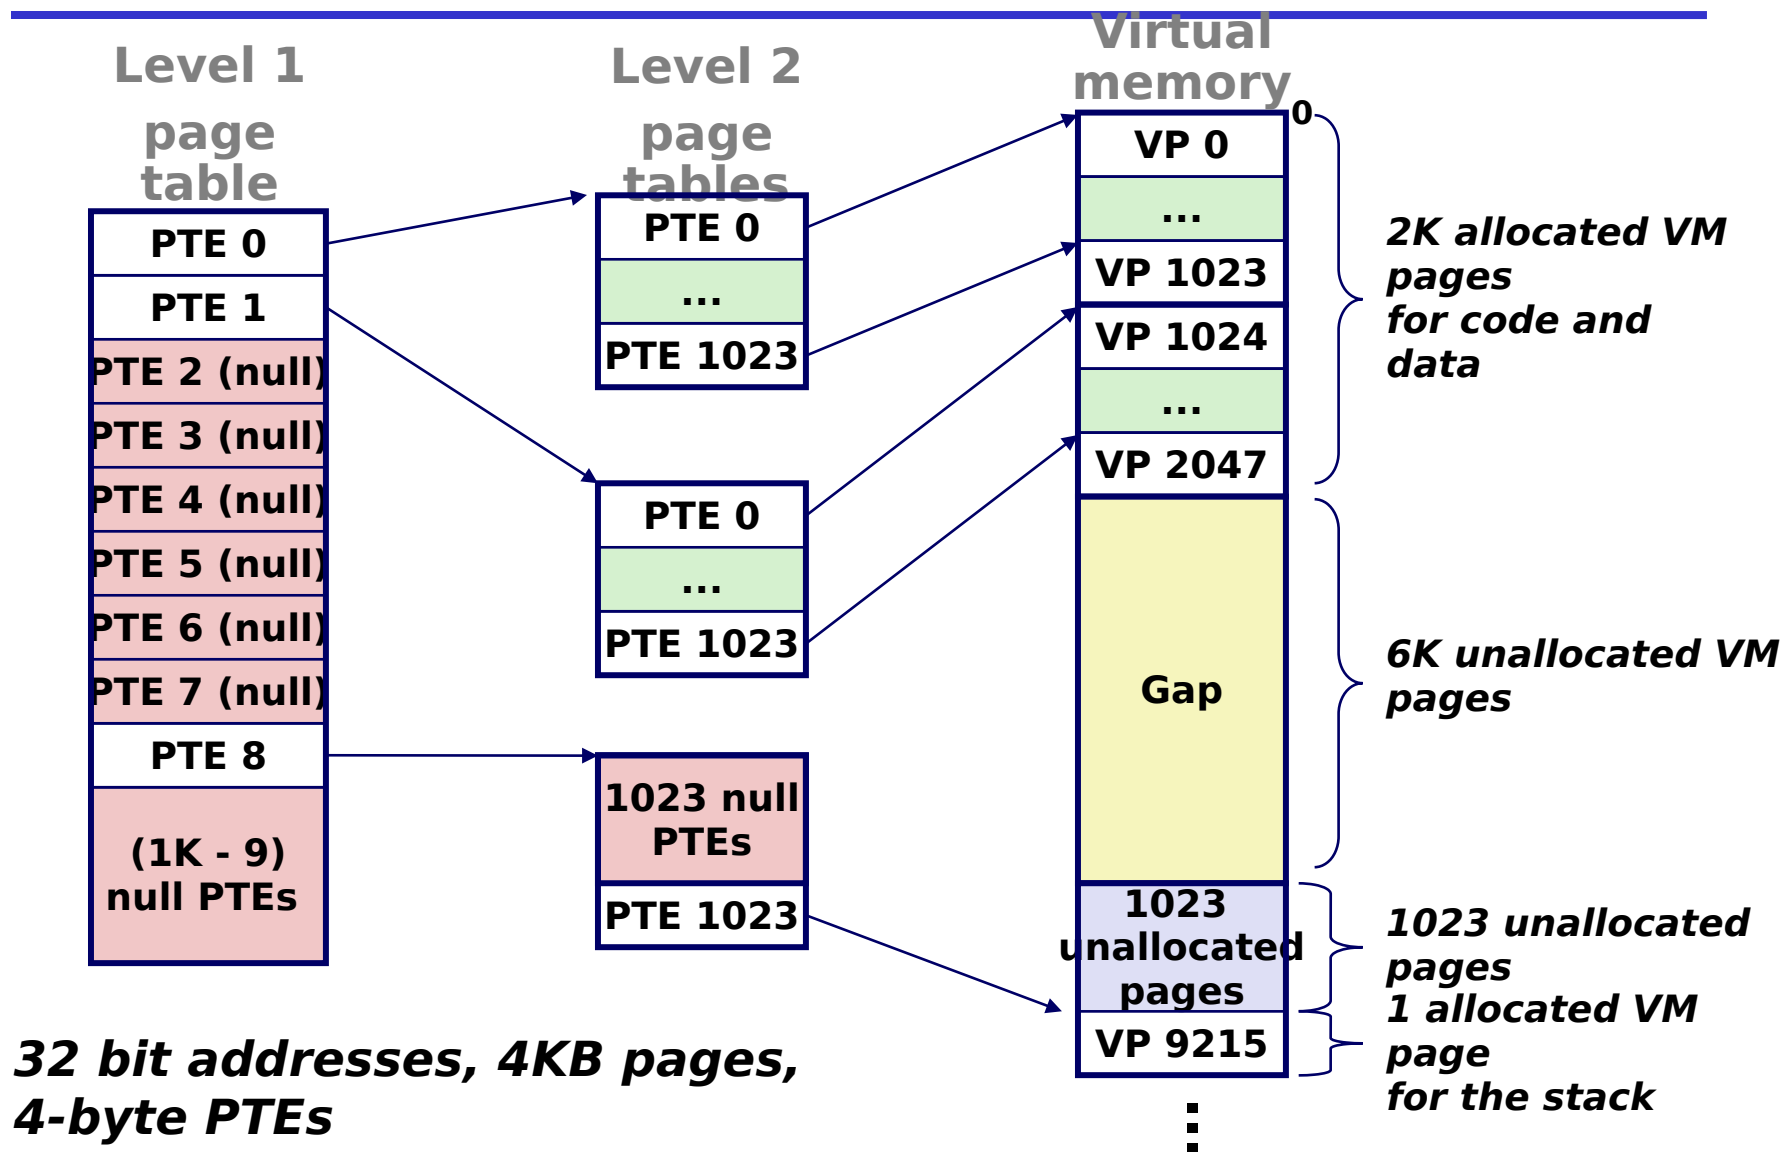 Level 1
page
table
PTE 0
PTE 1
PTE 2 (null)
PTE 3 (null)
PTE 4 (null)
PTE 5 (null)
PTE 6 (null)
PTE 7 (null)
PTE 8
(1K - 9)
null PTEs
Level 2
page
tables
PTE 0
...
PTE 1023
PTE 0
...
PTE 1023
1023 null
PTEs
PTE 1023
Virtual
memory
0
VP 0
...
VP 1023
VP 1024
...
VP 2047
Gap
1023
unallocated
pages
VP 9215
2K allocated VM
pages
for code and
data
6K unallocated VM
pages
1023 unallocated
pages
1 allocated VM
page
for the stack
32 bit addresses, 4KB pages,
4-byte PTEs